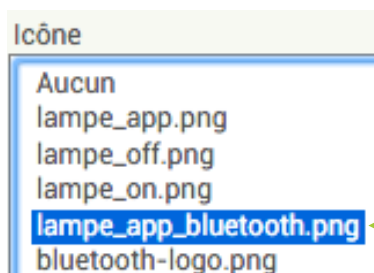 Icône
Aucun
lampe_app.png
lampe_off.png
lampe_on.png
lampe_app_bluetooth.png
bluetooth-logo.png